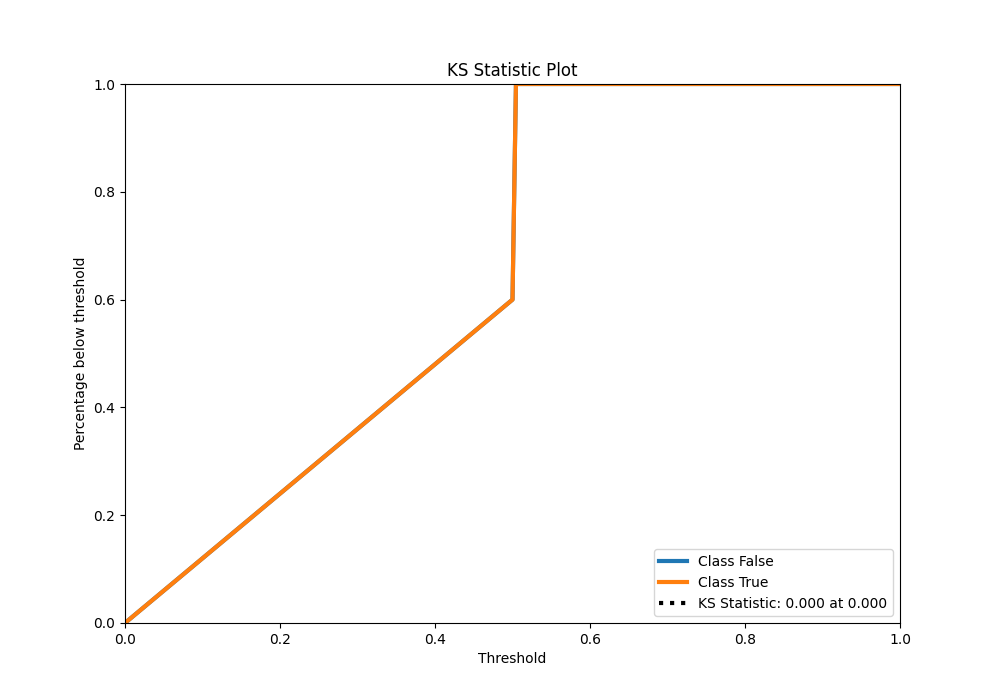 KS Statistic Plot
1.0
0.8
0.6
0.4
0.2
0.0
Percentage below threshold
0.0 0.2 0.4 0.6 0.8 1.0
Threshold
Class False
Class True
KS Statistic: 0.000 at 0.000